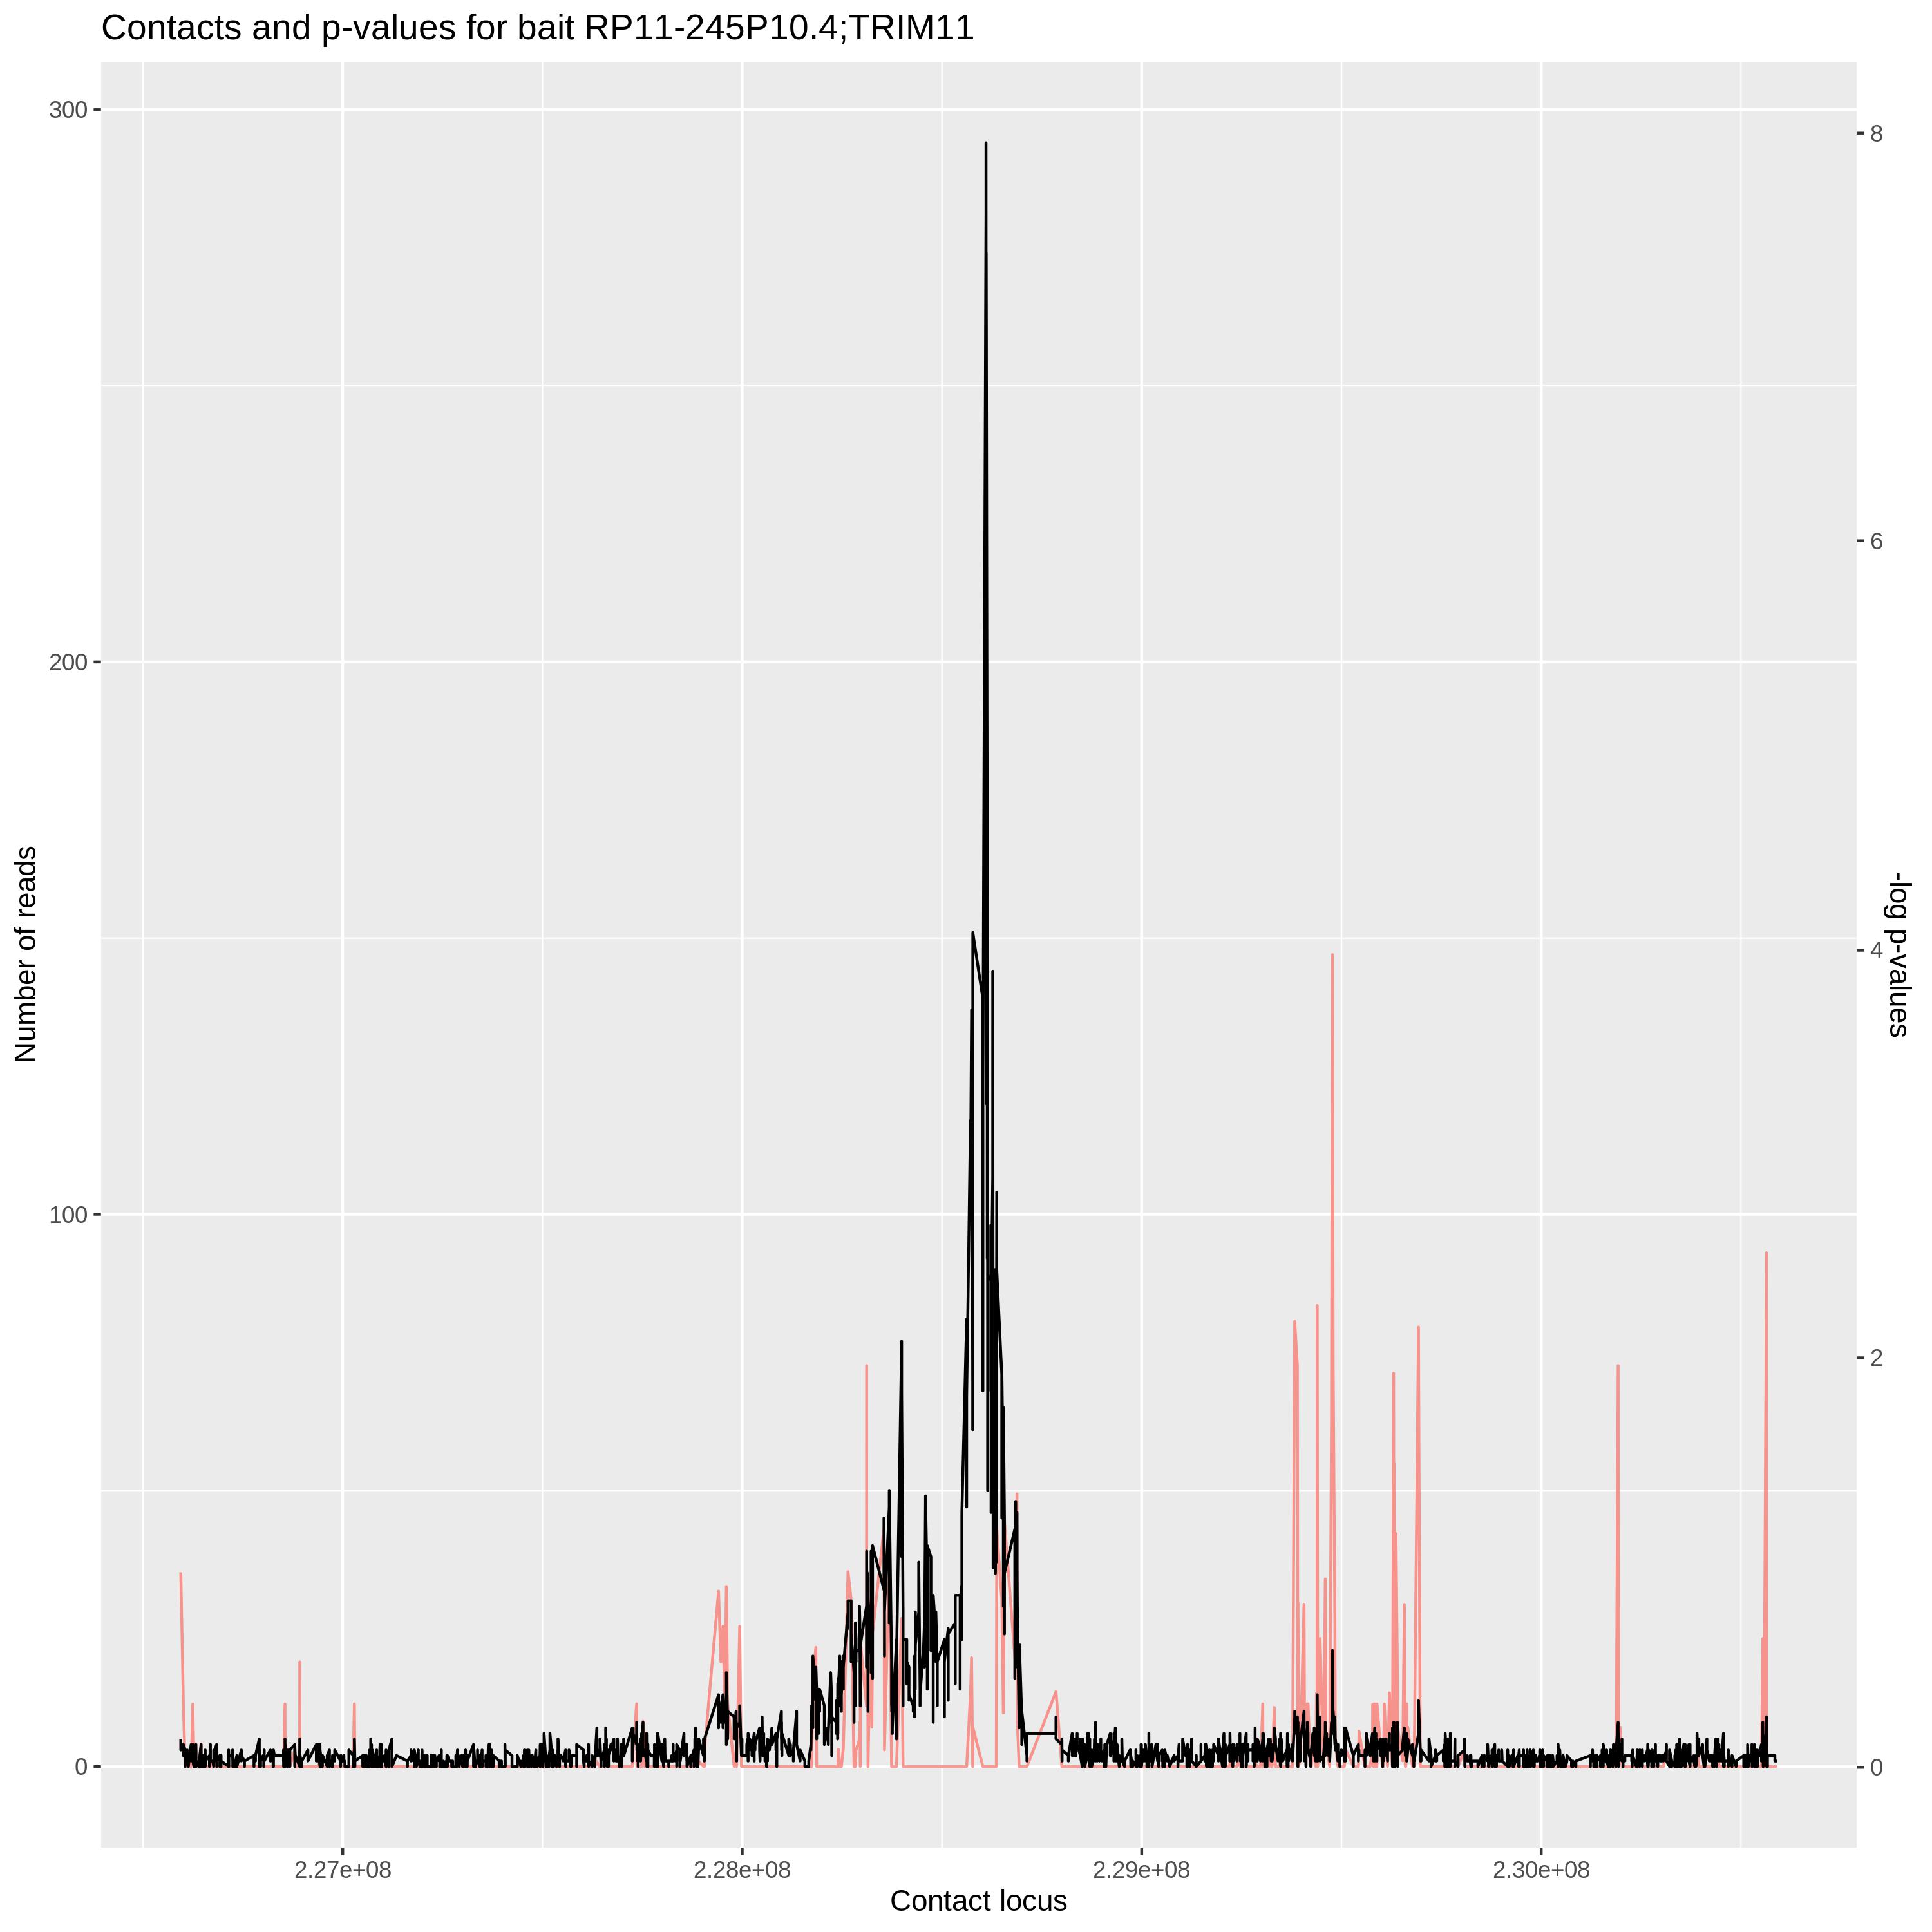 Contacts and p-values for bait RP11-245P10.4;TRIM11
300
200
100
0
Number of reads
8
6
4
2
0
-log p-values
2.27e+08
2.28e+08
2.29e+08
2.30e+08
Contact locus